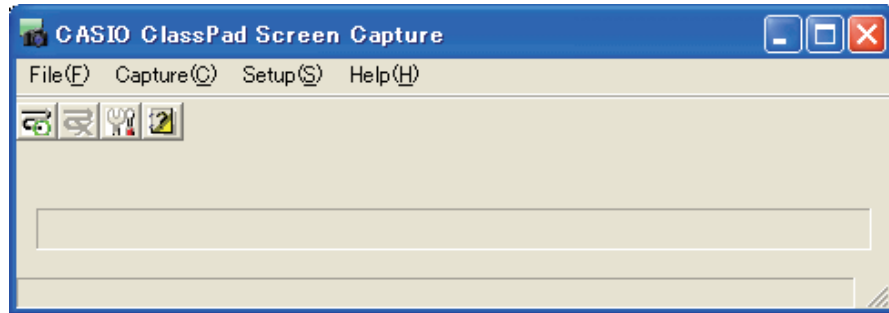 CASIO ClassPad Screen Capture
File(F) Capture(C) Setup(S) Help(H)